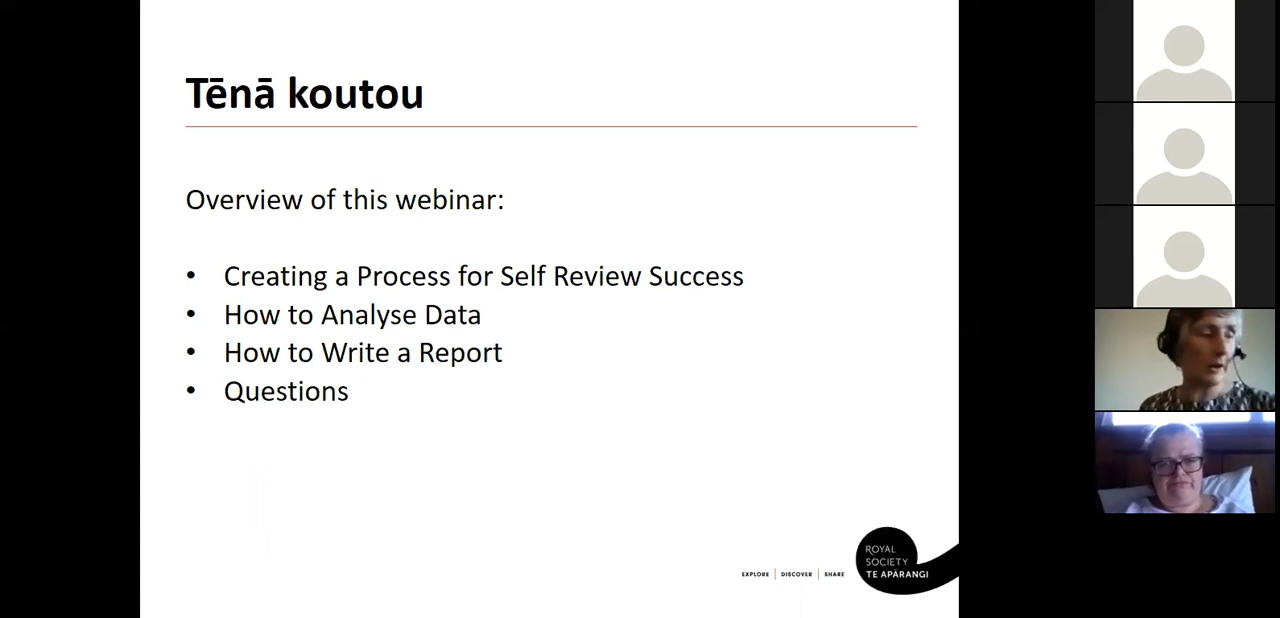 Tēnā koutou
Overview of this webinar:
• Creating a Process for Self Review Success
• How to Analyse Data
• How to Write a Report
• Questions
EXPLORE | DISCOVER | SHARE
ROYAL
SOCIETY
TE APĀRANGI